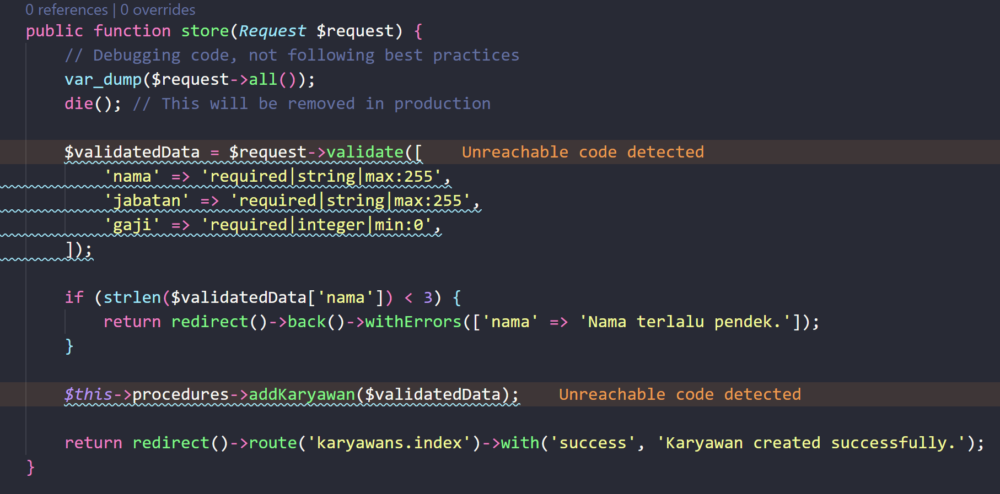 0 references | 0 overrides
public function store(Request $request) {
// Debugging code, not following best practices
var_dump($request->all());
die(); // This will be removed in production
$validatedData = $request->validate([ Unreachable code detected
'nama' => 'required|string|max:255',
'jabatan' => 'required|string|max:255',
'gaji' => 'required|integer|min:0',
]);
if (strlen($validatedData['nama']) < 3) {
return redirect()->back()->withErrors(['nama' => 'Nama terlalu pendek.']);
}
$this->procedures->addKaryawan($validatedData); Unreachable code detected
return redirect()->route('karyawans.index')->with('success', 'Karyawan created successfully.');
}